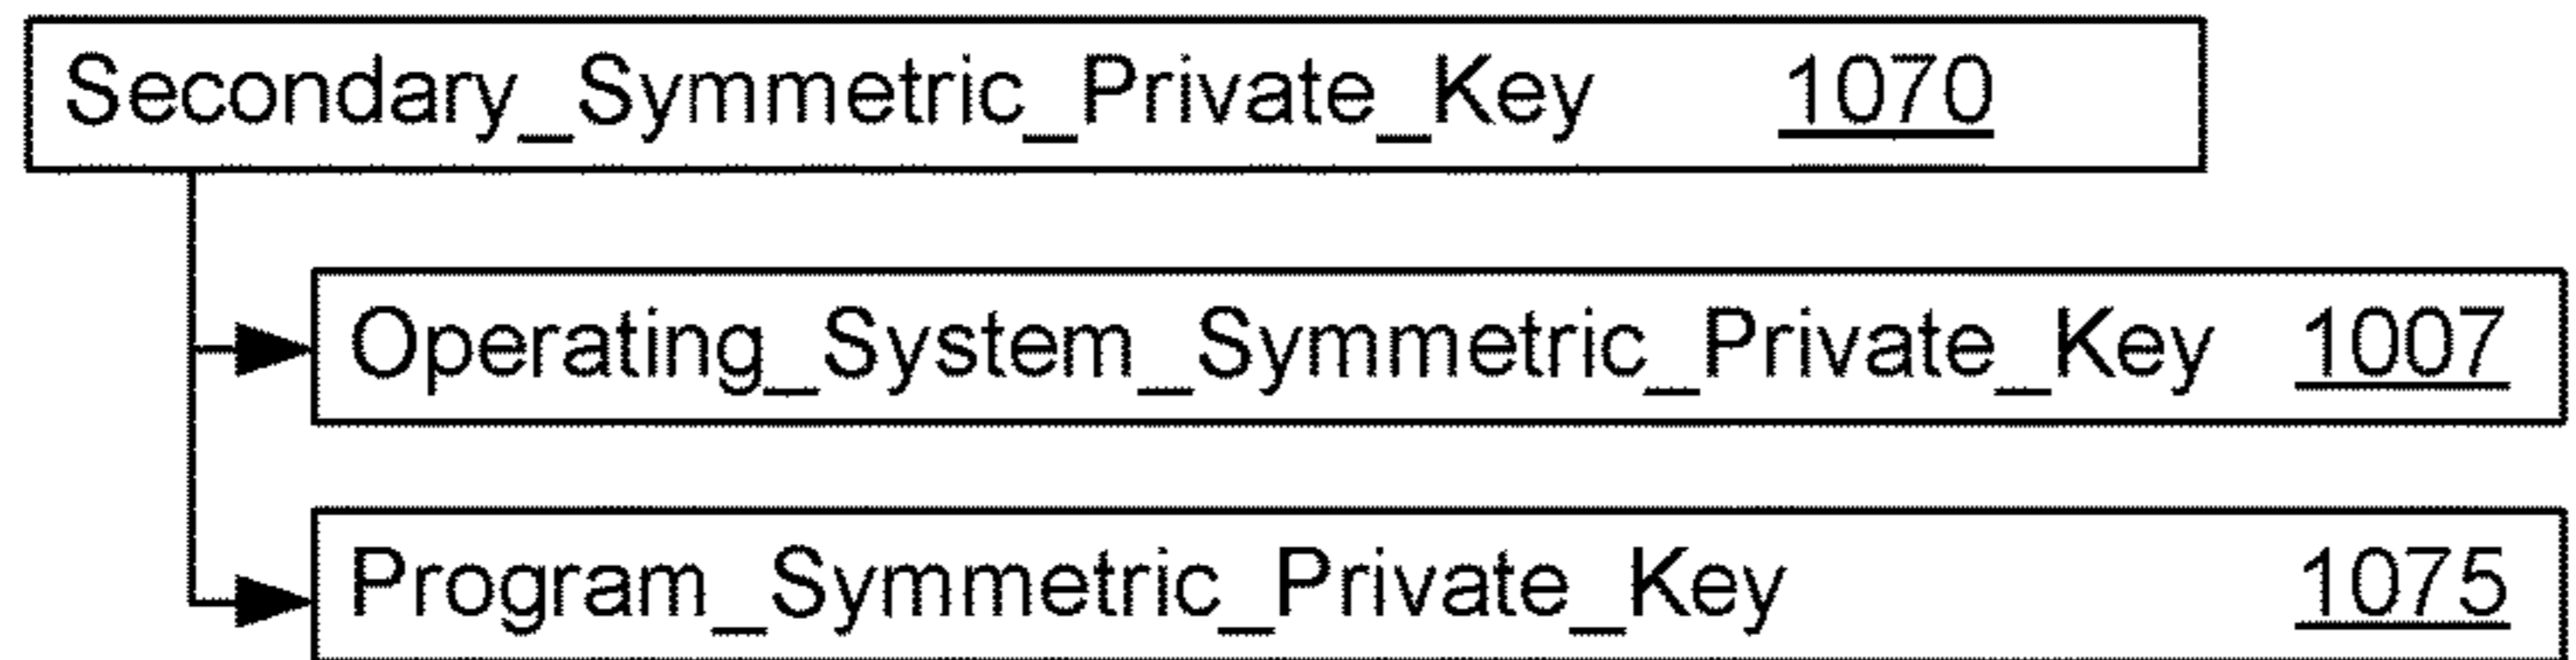 Secondary_Symmetric_Private_Key 1070
Operating_System_Symmetric_Private_Key 1007
Program_Symmetric_Private_Key 1075